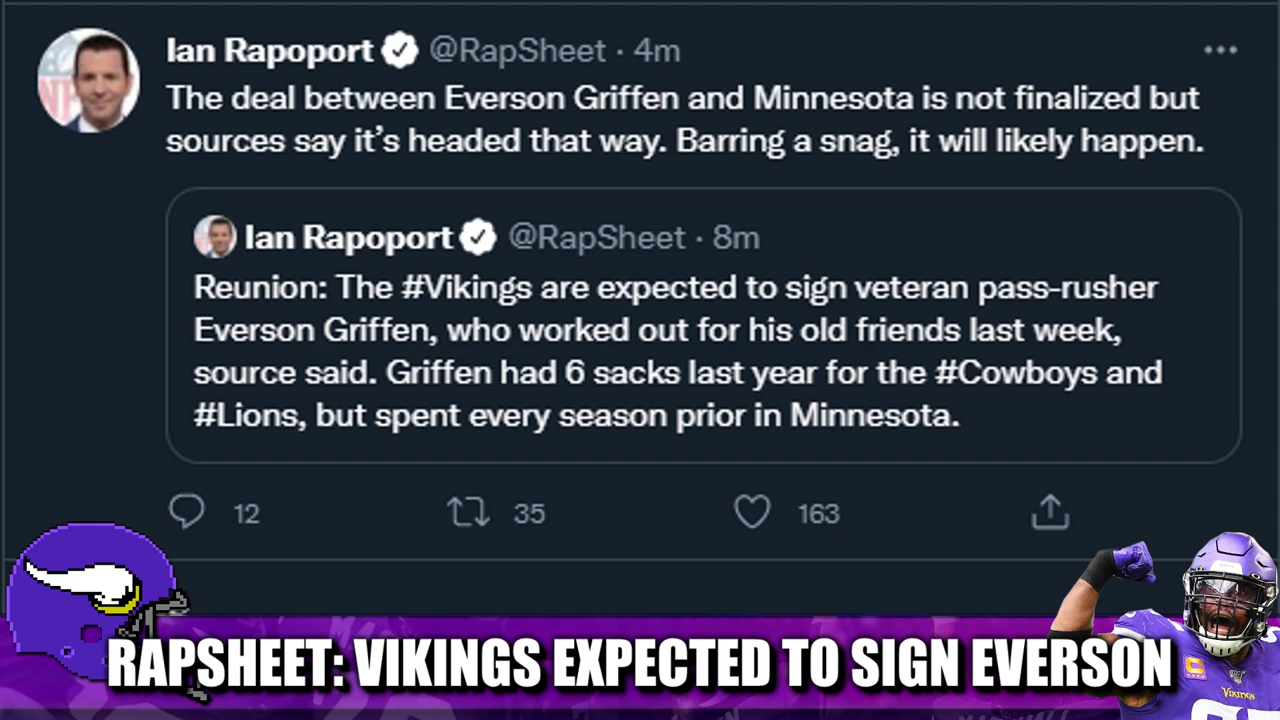 Ian Rapoport @RapSheet · 4m
The deal between Everson Griffen and Minnesota is not finalized but
sources say it’s headed that way. Barring a snag, it will likely happen.
Ian Rapoport @RapSheet · 8m
Reunion: The #Vikings are expected to sign veteran pass-rusher
Everson Griffen, who worked out for his old friends last week,
source said. Griffen had 6 sacks last year for the #Cowboys and
#Lions, but spent every season prior in Minnesota.
12 35 163
RAPSHEET: VIKINGS EXPECTED TO SIGN EVERSON
Vikings